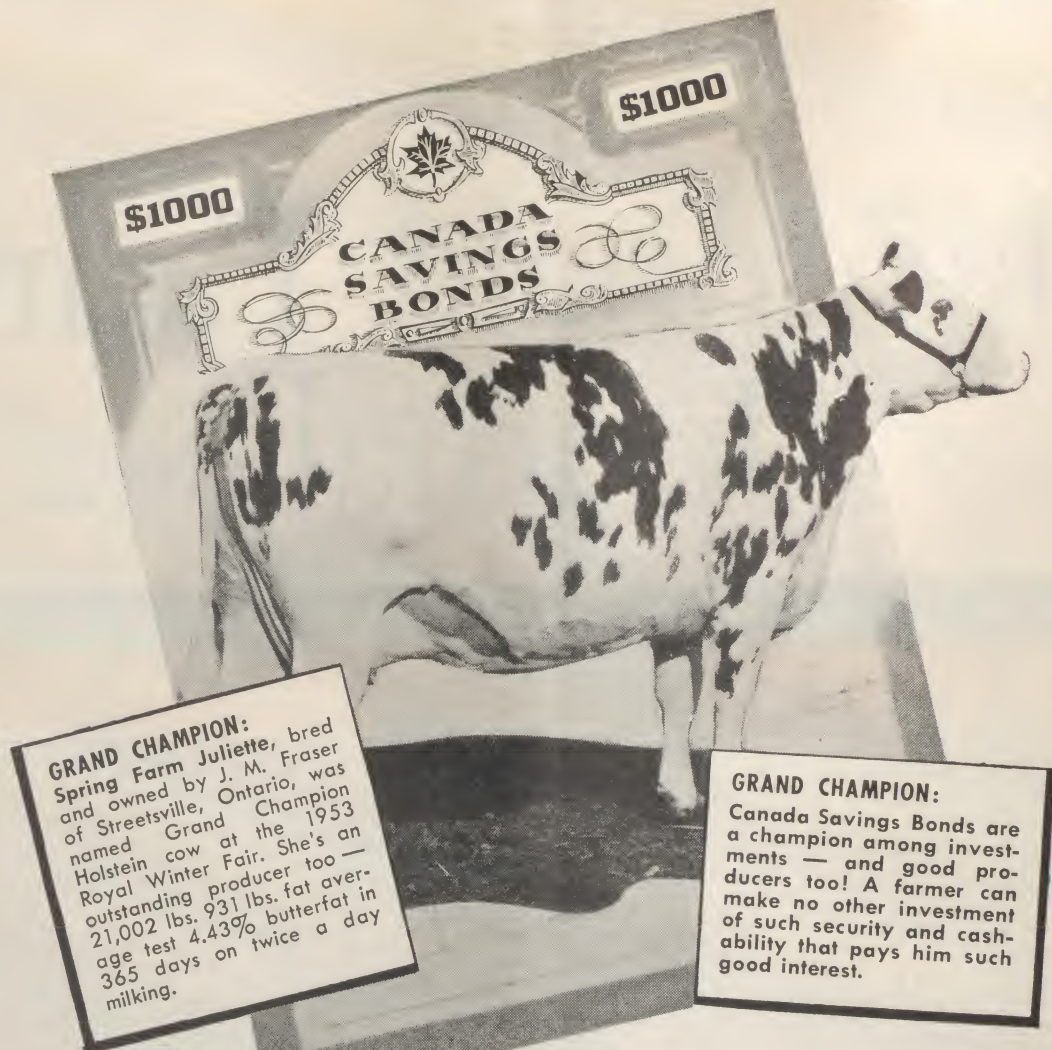 $1000
$1000
CANADA
SAVINGS
BONDS
GRAND CHAMPION:
Spring Farm Juliette, bred
and owned by J. M. Fraser
of Streetsville, Ontario, was
named Grand Champion
Holstein cow at the 1953
Royal Winter Fair. She's an
outstanding producer too —
21,002 lbs. 931 lbs. fat aver-
age test 4.43% butterfat in
365 days on twice a day
milking.
GRAND CHAMPION:
Canada Savings Bonds are
a champion among invest-
ments — and good pro-
ducers too! A farmer can
make no other investment
of such security and cash-
ability that pays him such
good interest.